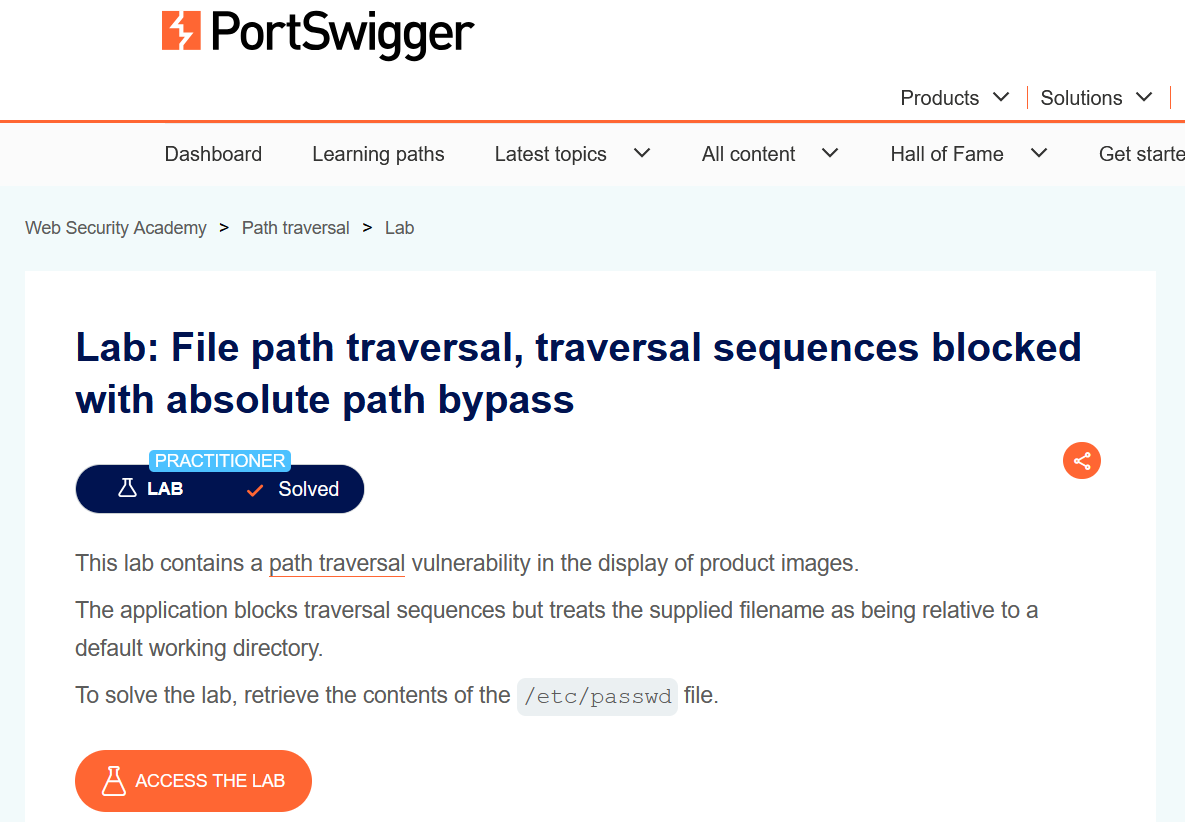 PortSwigger
Products Solutions
Dashboard Learning paths Latest topics All content Hall of Fame Get starte
Web Security Academy > Path traversal > Lab
Lab: File path traversal, traversal sequences blocked
with absolute path bypass
PRACTITIONER
LAB Solved
This lab contains a path traversal vulnerability in the display of product images.
The application blocks traversal sequences but treats the supplied filename as being relative to a
default working directory.
To solve the lab, retrieve the contents of the /etc/passwd file.
ACCESS THE LAB